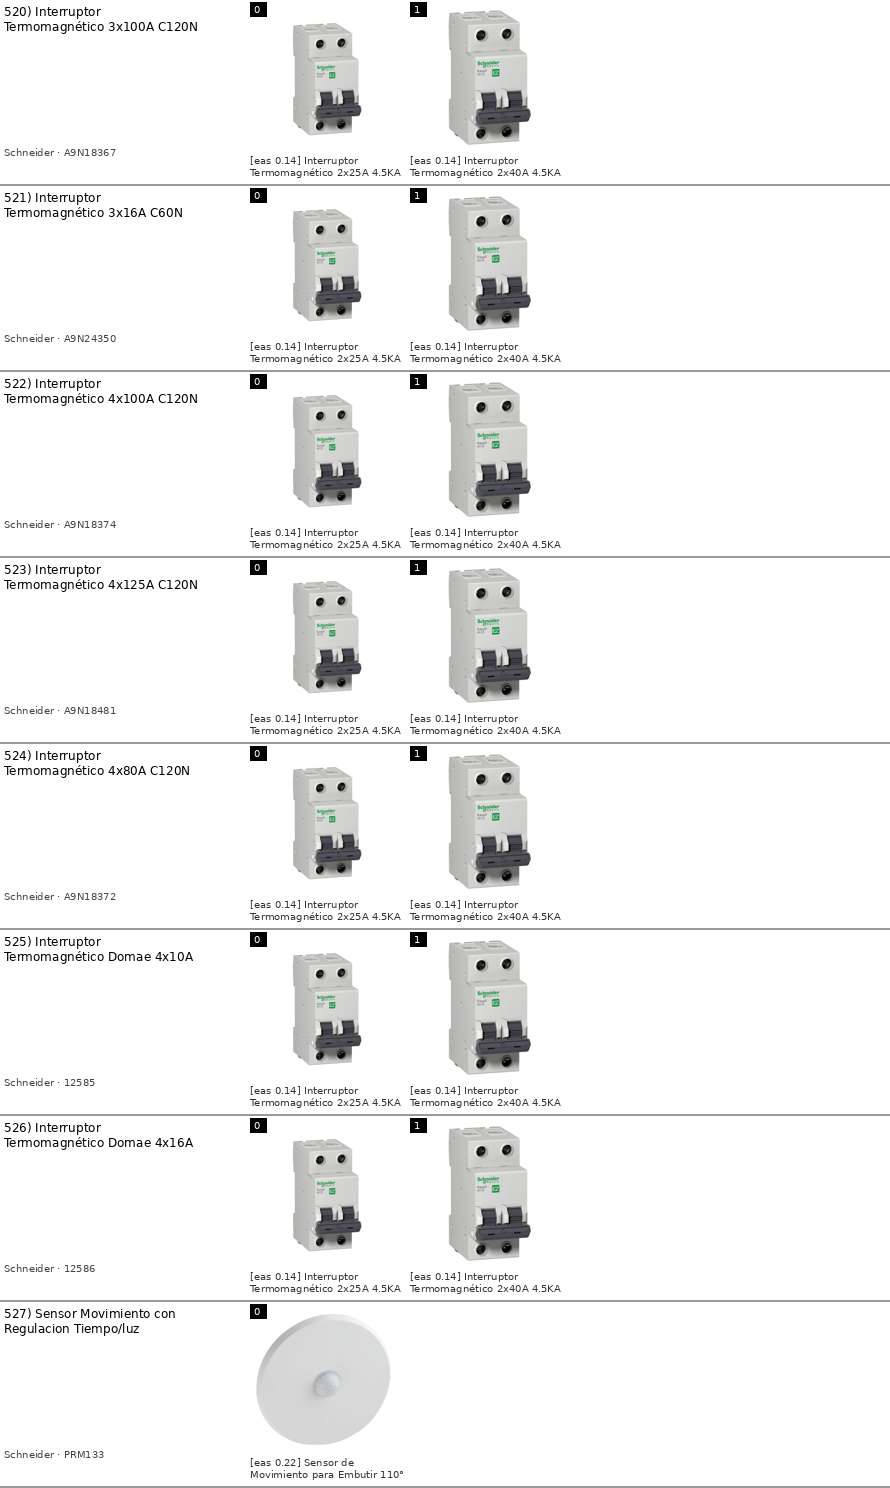 520) Interruptor
Termomagnético 3x100A C120N
Schneider · A9N18367
0
1
[eas 0.14] Interruptor
Termomagnético 2x25A 4.5KA
[eas 0.14] Interruptor
Termomagnético 2x40A 4.5KA
521) Interruptor
Termomagnético 3x16A C60N
Schneider · A9N24350
0
1
[eas 0.14] Interruptor
Termomagnético 2x25A 4.5KA
[eas 0.14] Interruptor
Termomagnético 2x40A 4.5KA
522) Interruptor
Termomagnético 4x100A C120N
Schneider · A9N18374
0
1
[eas 0.14] Interruptor
Termomagnético 2x25A 4.5KA
[eas 0.14] Interruptor
Termomagnético 2x40A 4.5KA
523) Interruptor
Termomagnético 4x125A C120N
Schneider · A9N18481
0
1
[eas 0.14] Interruptor
Termomagnético 2x25A 4.5KA
[eas 0.14] Interruptor
Termomagnético 2x40A 4.5KA
524) Interruptor
Termomagnético 4x80A C120N
Schneider · A9N18372
0
1
[eas 0.14] Interruptor
Termomagnético 2x25A 4.5KA
[eas 0.14] Interruptor
Termomagnético 2x40A 4.5KA
525) Interruptor
Termomagnético Domae 4x10A
Schneider · 12585
0
1
[eas 0.14] Interruptor
Termomagnético 2x25A 4.5KA
[eas 0.14] Interruptor
Termomagnético 2x40A 4.5KA
526) Interruptor
Termomagnético Domae 4x16A
Schneider · 12586
0
1
[eas 0.14] Interruptor
Termomagnético 2x25A 4.5KA
[eas 0.14] Interruptor
Termomagnético 2x40A 4.5KA
527) Sensor Movimiento con
Regulacion Tiempo/luz
Schneider · PRM133
0
[eas 0.22] Sensor de
Movimiento para Embutir 110°